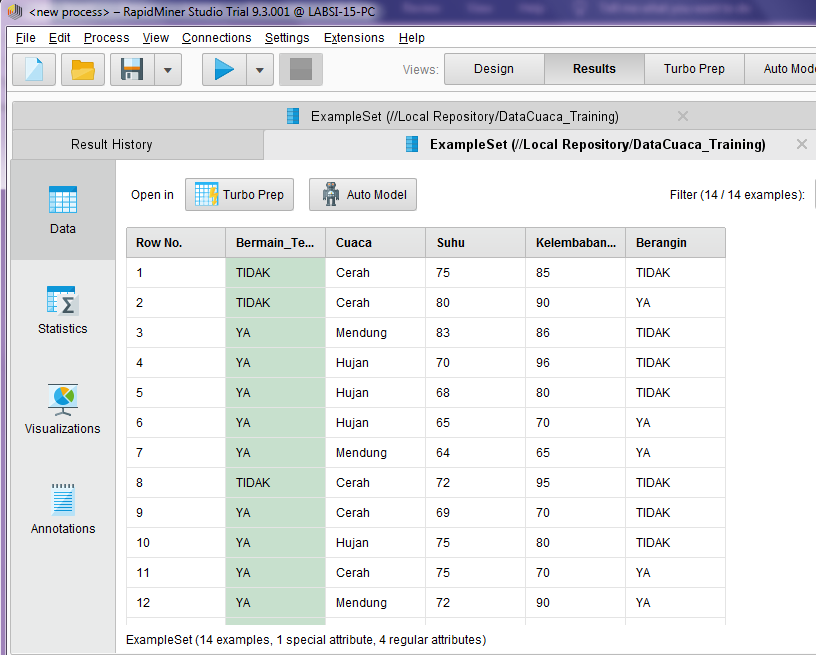 <new process> – RapidMiner Studio Trial 9.3.001 @ LABSI-15-PC
File Edit Process View Connections Settings Extensions Help
Views: Design Results Turbo Prep Auto Mode
ExampleSet (//Local Repository/DataCuaca_Training)
Result History ExampleSet (//Local Repository/DataCuaca_Training)
Data
Statistics
Visualizations
Annotations
Open in Turbo Prep Auto Model Filter (14 / 14 examples):
Row No. Bermain_Te... Cuaca Suhu Kelembaban... Berangin
1 TIDAK Cerah 75 85 TIDAK
2 TIDAK Cerah 80 90 YA
3 YA Mendung 83 86 TIDAK
4 YA Hujan 70 96 TIDAK
5 YA Hujan 68 80 TIDAK
6 YA Hujan 65 70 YA
7 YA Mendung 64 65 YA
8 TIDAK Cerah 72 95 TIDAK
9 YA Cerah 69 70 TIDAK
10 YA Hujan 75 80 TIDAK
11 YA Cerah 75 70 YA
12 YA Mendung 72 90 YA
ExampleSet (14 examples, 1 special attribute, 4 regular attributes)